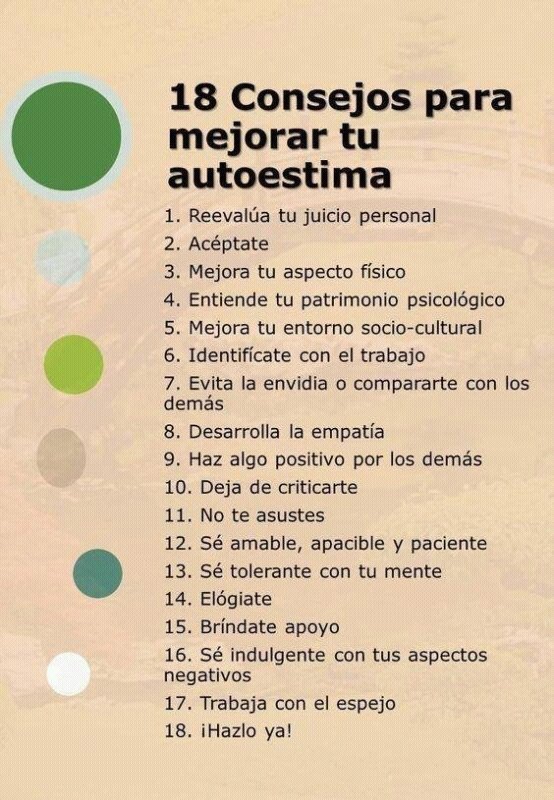 18 Consejos para
mejorar tu
autoestima
1. Reevalúa tu juicio personal
2. Acéptate
3. Mejora tu aspecto físico
4. Entiende tu patrimonio psicológico
5. Mejora tu entorno socio-cultural
6. Identifícate con el trabajo
7. Evita la envidia o compararte con los
demás
8. Desarrolla la empatía
9. Haz algo positivo por los demás
10. Deja de criticarte
11. No te asustes
12. Sé amable, apacible y paciente
13. Sé tolerante con tu mente
14. Elógiate
15. Bríndate apoyo
16. Sé indulgente con tus aspectos
negativos
17. Trabaja con el espejo
18. ¡Hazlo ya!